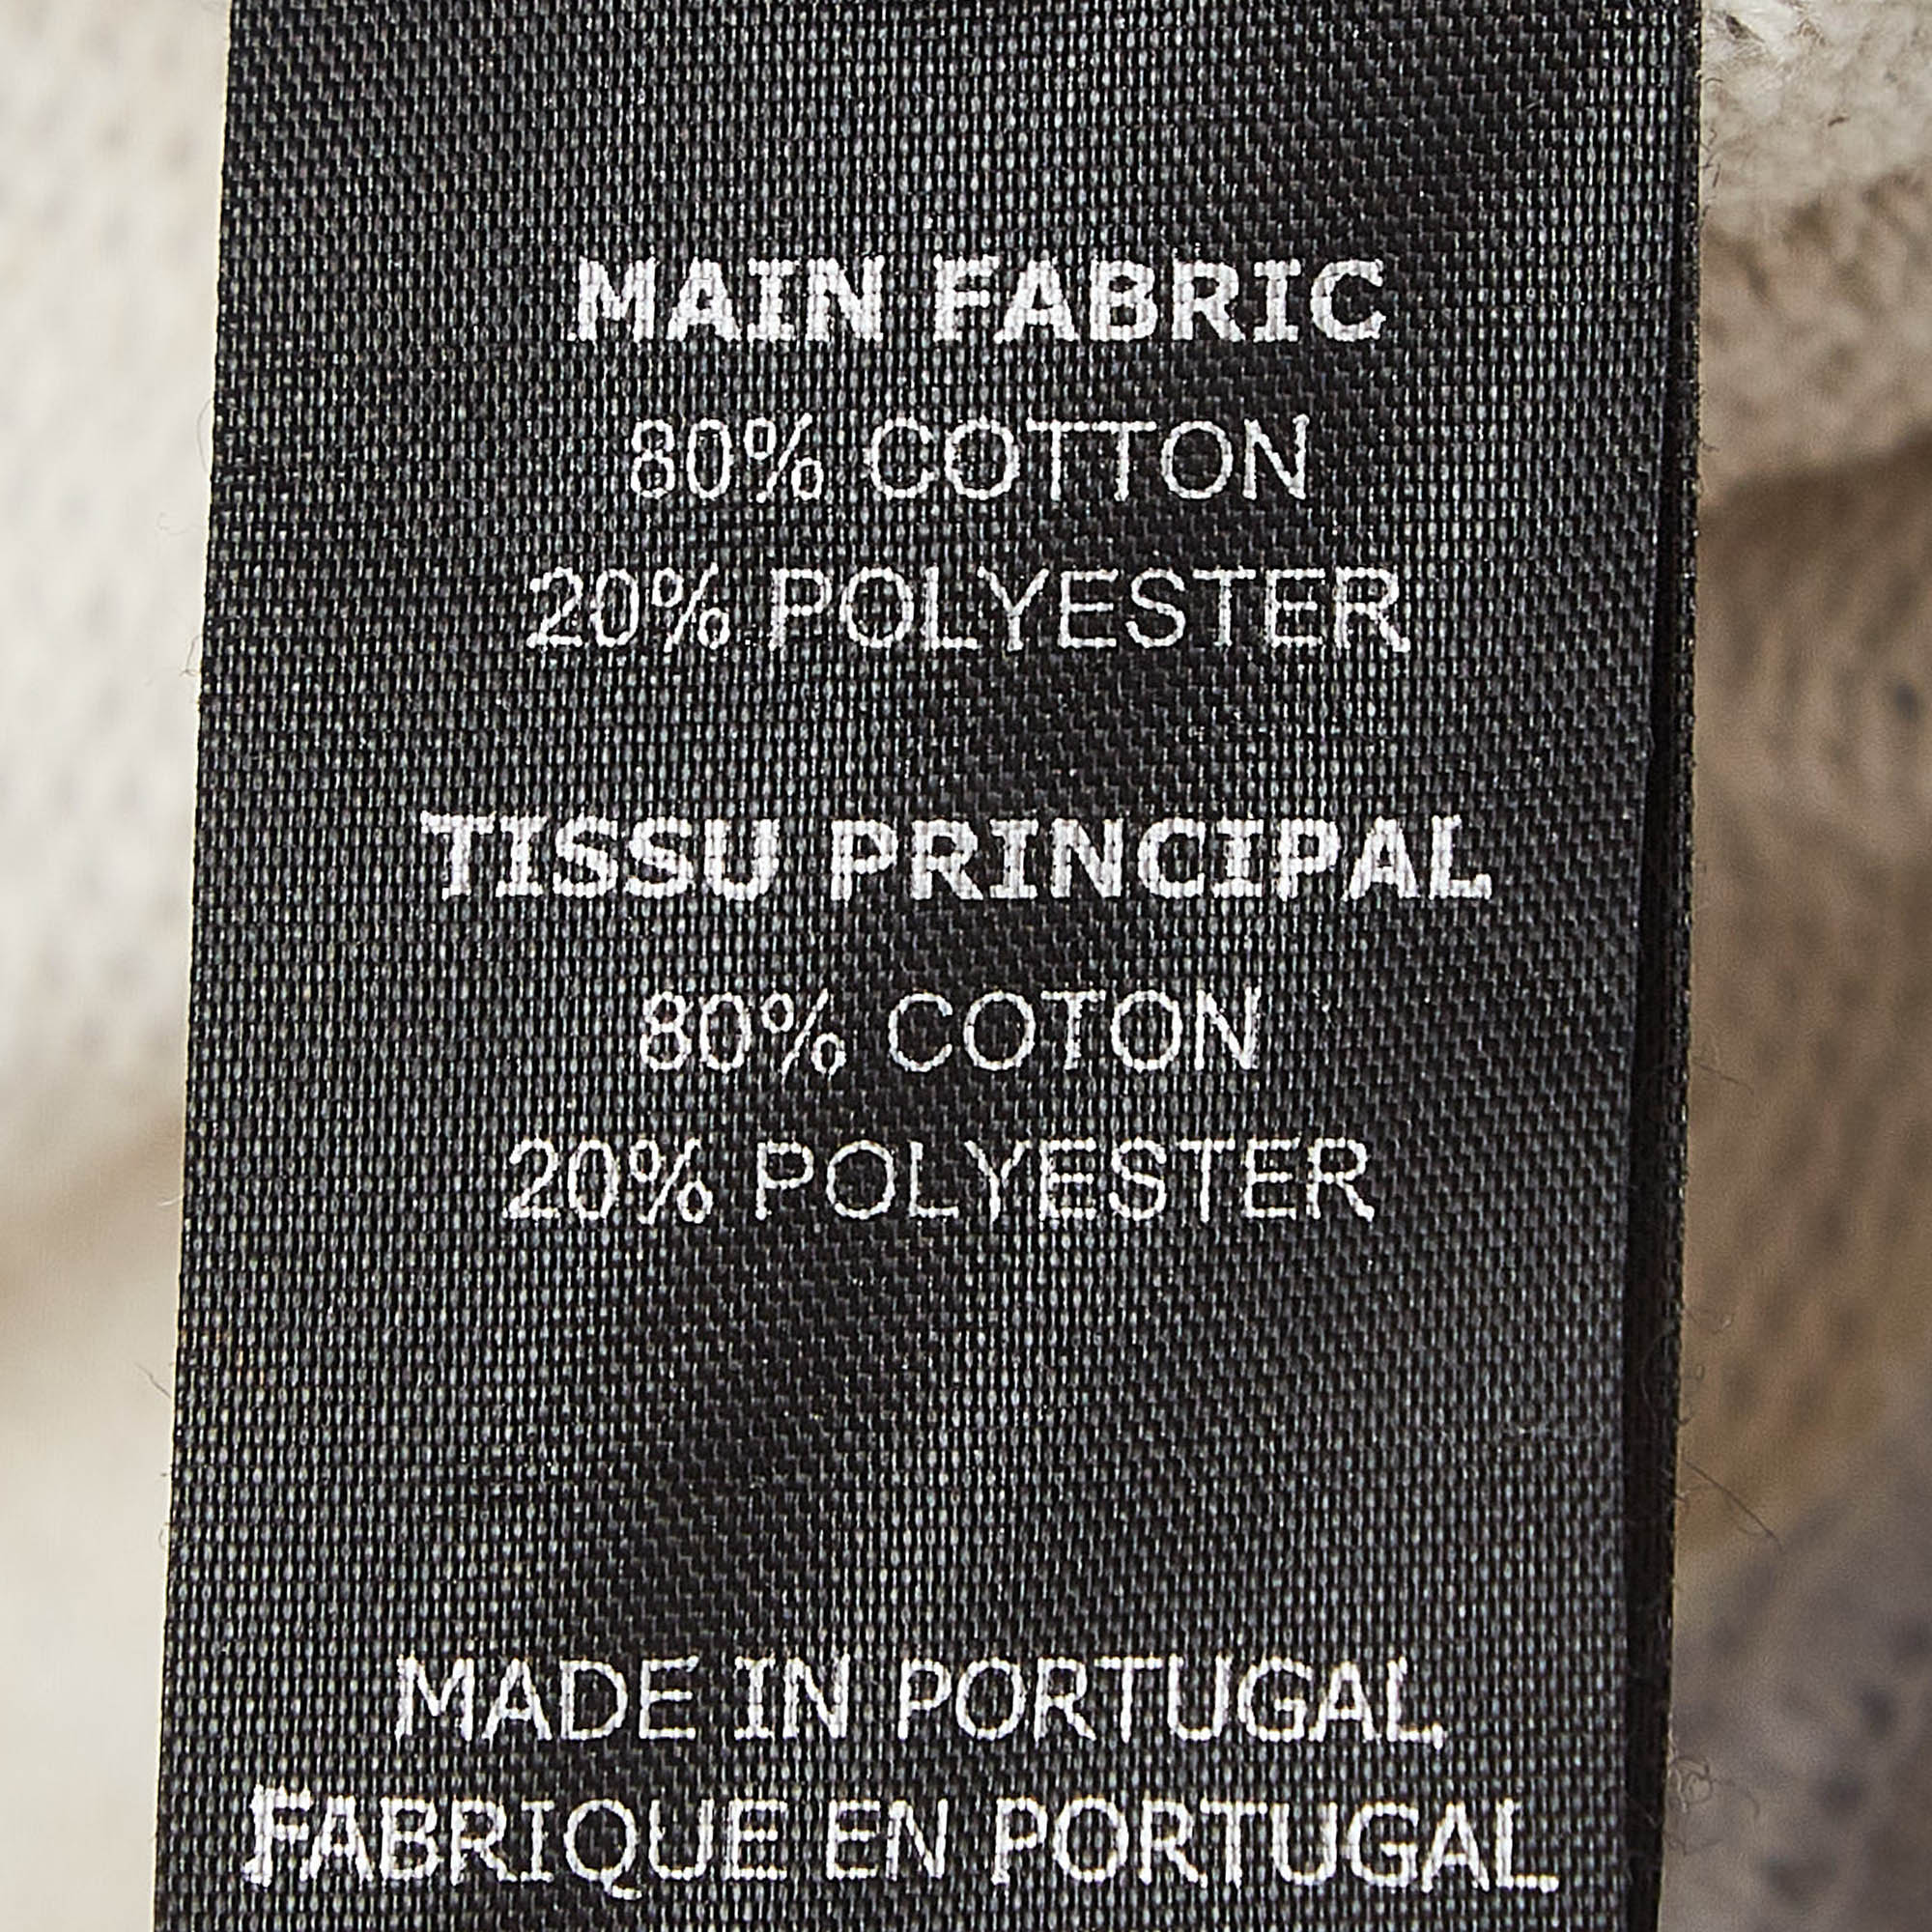 MAIN FABRIC
80% COTTON
20% POLYESTER
TISSU PRINCIPAL
80% COTON
20% POLYESTER
MADE IN PORTUGAL
FABRIQUE EN PORTUGAL